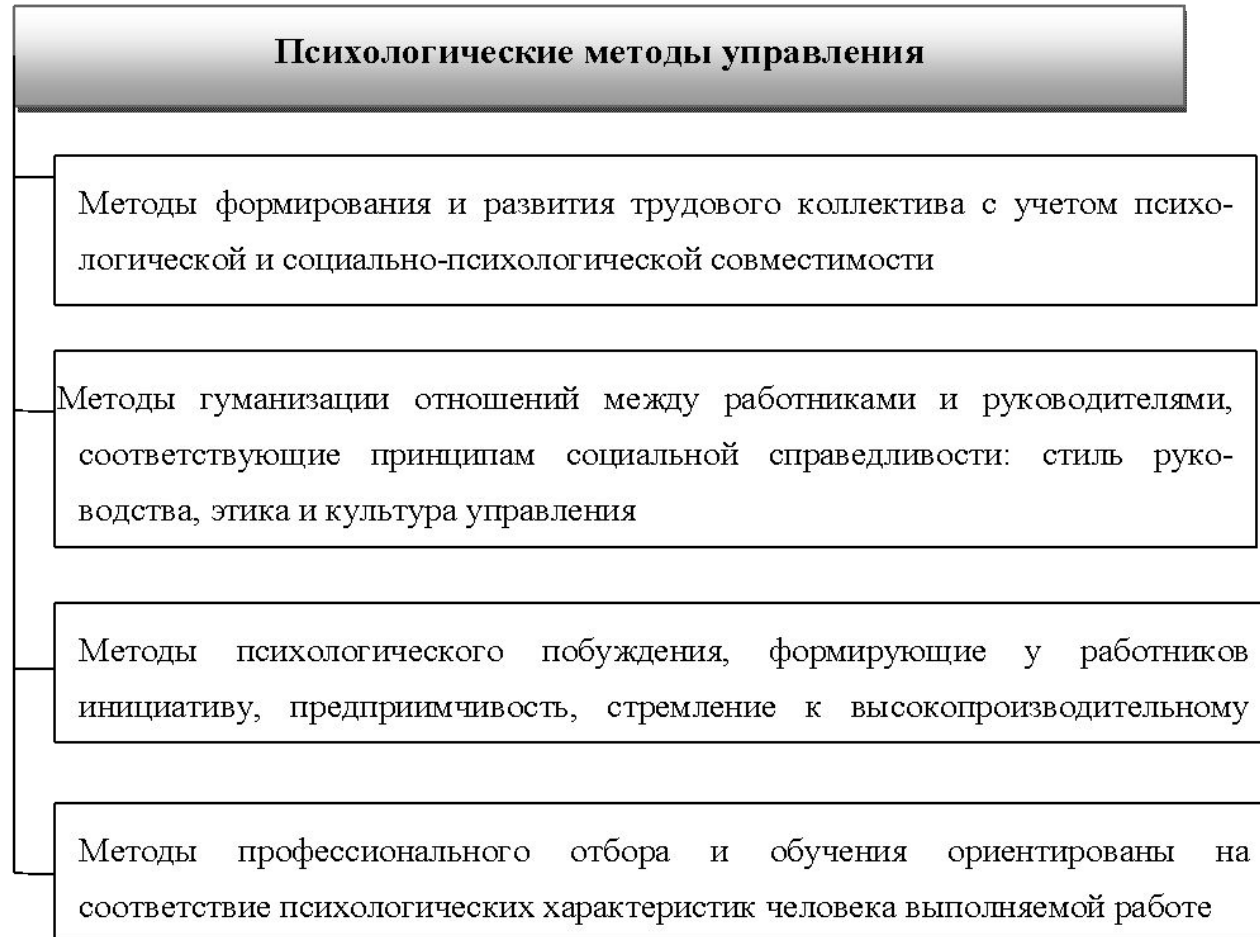 Психологические методы управления
Методы формирования и развития трудового коллектива с учетом психо-
логической и социально-психологической совместимости
Методы гуманизации отношений между работниками и руководителями,
соответствующие принципам социальной справедливости: стиль руко-
водства, этика и культура управления
Методы психологического побуждения, формирующие у работников
инициативу, предприимчивость, стремление к высокопроизводительному
Методы профессионального отбора и обучения ориентированы на
соответствие психологических характеристик человека выполняемой работе